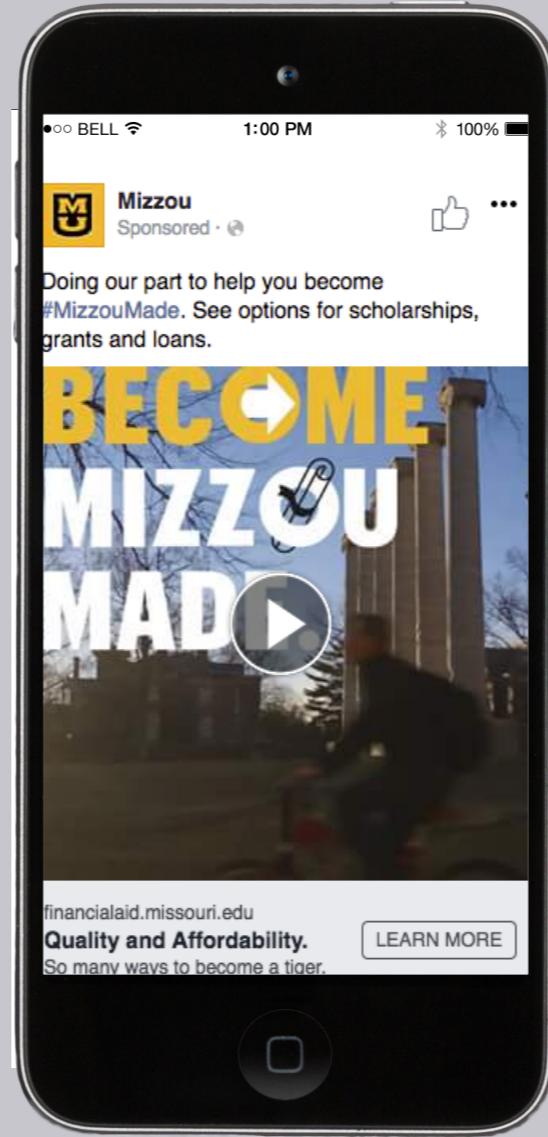 BELL 1:00 PM 100%
MU
Mizzou
Sponsored ·
Doing our part to help you become
#MizzouMade. See options for scholarships,
grants and loans.
BECOME
MIZZOU
MADE.
financialaid.missouri.edu
Quality and Affordability.
LEARN MORE
So many ways to become a tiger.